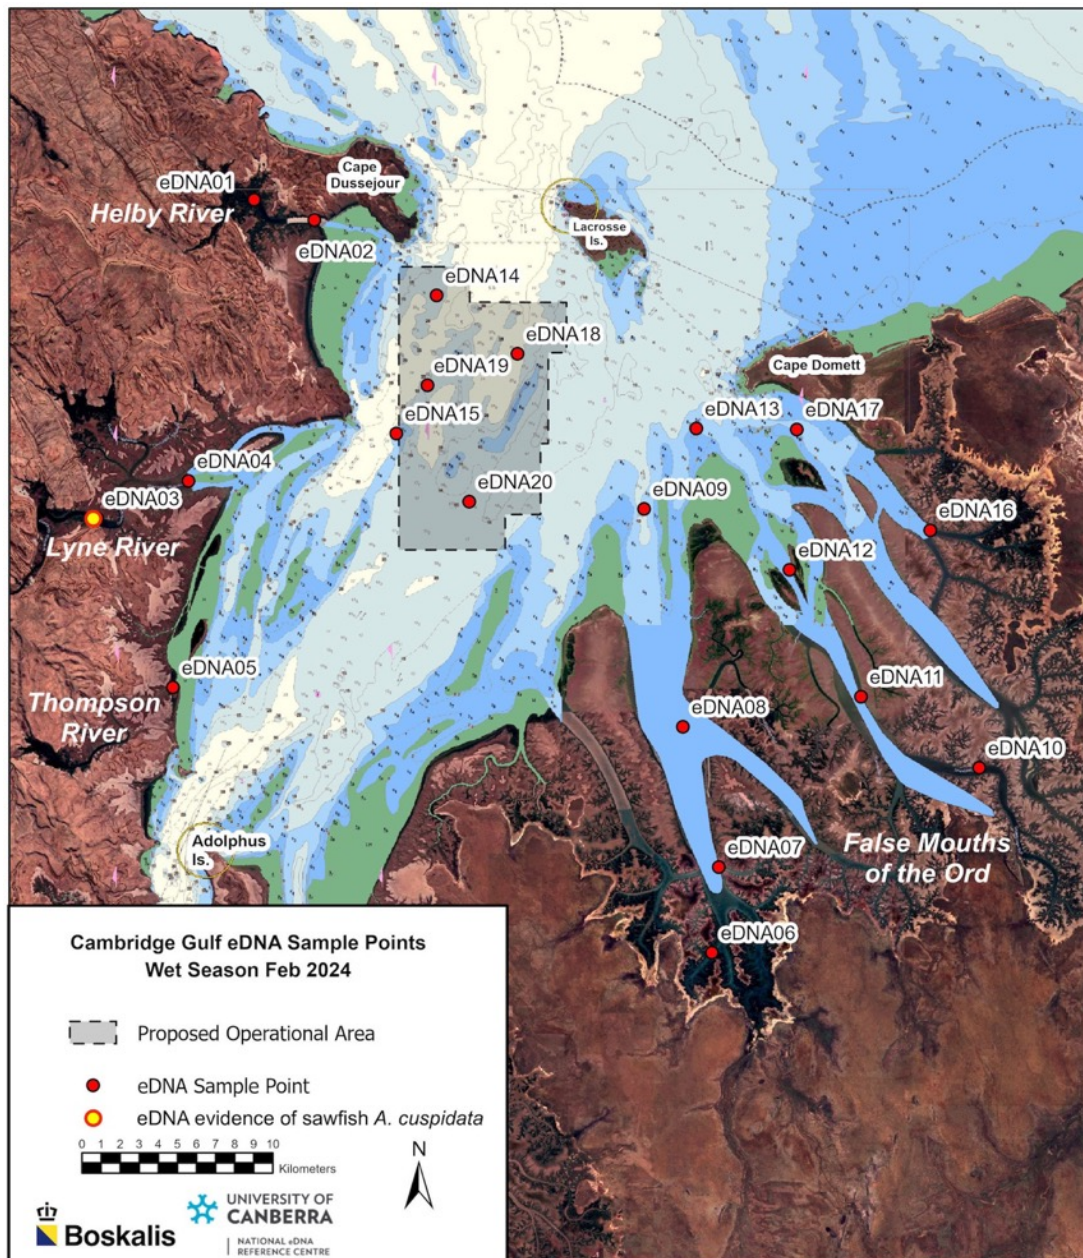 Cape
Dussejour
eDNA01
Helby River
eDNA02
Lacrosse
Is.
eDNA14
eDNA18
eDNA19
eDNA15
Cape Domett
eDNA13
eDNA17
eDNA04
eDNA03
Lyne River
eDNA20
eDNA09
eDNA16
eDNA12
eDNA05
Thompson
River
eDNA11
eDNA08
eDNA10
Adolphus
Is.
False Mouths
of the Ord
eDNA07
eDNA06
Cambridge Gulf eDNA Sample Points
Wet Season Feb 2024
Proposed Operational Area
eDNA Sample Point
eDNA evidence of sawfish A. cuspidata
0 1 2 3 4 5 6 7 8 9 10
Kilometers
N
Boskalis
UNIVERSITY OF
CANBERRA
NATIONAL eDNA
REFERENCE CENTRE